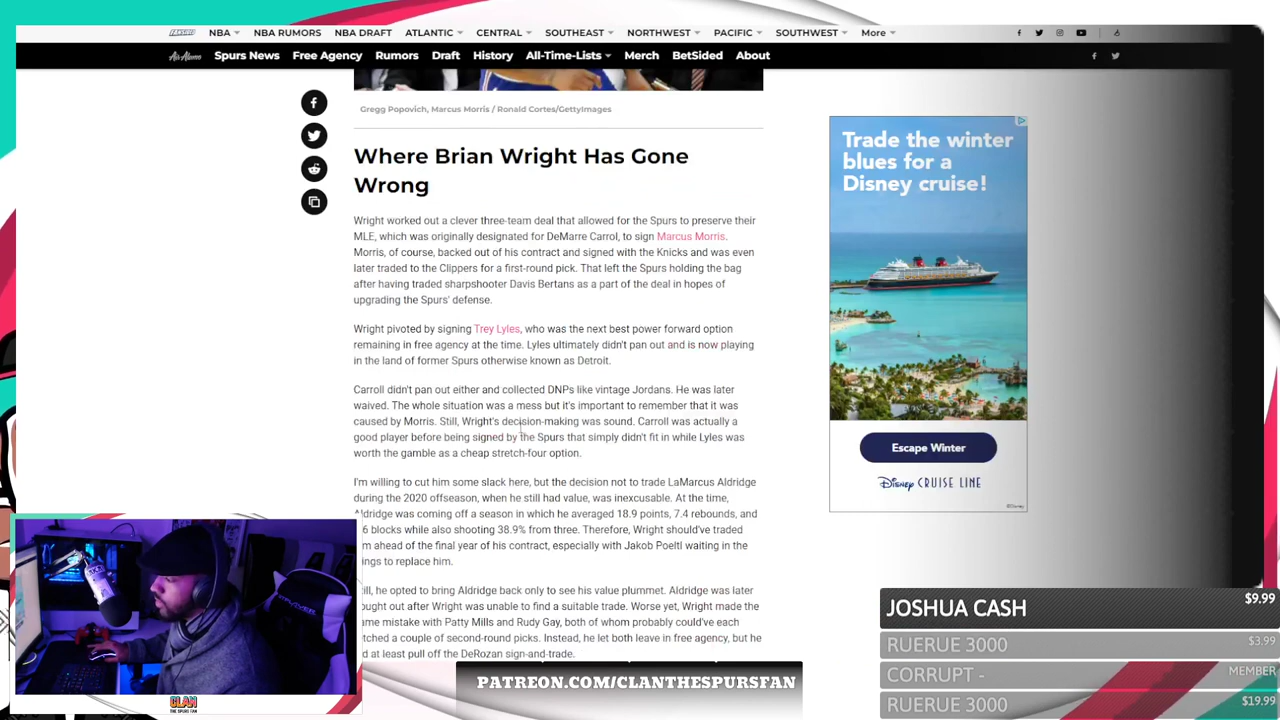 FANSIDED NBA NBA RUMORS NBA DRAFT ATLANTIC CENTRAL SOUTHEAST NORTHWEST PACIFIC SOUTHWEST More
Air Alamo Spurs News Free Agency Rumors Draft History All-Time-Lists Merch BetSided About
Gregg Popovich, Marcus Morris / Ronald Cortes/GettyImages
Where Brian Wright Has Gone
Wrong
Wright worked out a clever three-team deal that allowed for the Spurs to preserve their
MLE, which was originally designated for DeMarre Carrol, to sign Marcus Morris.
Morris, of course, backed out of his contract and signed with the Knicks and was even
later traded to the Clippers for a first-round pick. That left the Spurs holding the bag
after having traded sharpshooter Davis Bertans as a part of the deal in hopes of
upgrading the Spurs' defense.
Wright pivoted by signing Trey Lyles, who was the next best power forward option
remaining in free agency at the time. Lyles ultimately didn't pan out and is now playing
in the land of former Spurs otherwise known as Detroit.
Carroll didn't pan out either and collected DNPs like vintage Jordans. He was later
waived. The whole situation was a mess but it's important to remember that it was
caused by Morris. Still, Wright's decision-making was sound. Carroll was actually a
good player before being signed by the Spurs that simply didn't fit in while Lyles was
worth the gamble as a cheap stretch-four option.
I'm willing to cut him some slack here, but the decision not to trade LaMarcus Aldridge
during the 2020 offseason, when he still had value, was inexcusable. At the time,
Aldridge was coming off a season in which he averaged 18.9 points, 7.4 rebounds, and
6 blocks while also shooting 38.9% from three. Therefore, Wright should've traded
m ahead of the final year of his contract, especially with Jakob Poeltl waiting in the
ings to replace him.
ill, he opted to bring Aldridge back only to see his value plummet. Aldridge was later
ought out after Wright was unable to find a suitable trade. Worse yet, Wright made the
ame mistake with Patty Mills and Rudy Gay, both of whom probably could've each
tched a couple of second-round picks. Instead, he let both leave in free agency, but he
d at least pull off the DeRozan sign-and-trade.
Trade the winter
blues for a
Disney cruise!
Escape Winter
Disney CRUISE LINE
JOSHUA CASH $9.99
RUERUE 3000 $3.99
CORRUPT - MEMBER
RUERUE 3000 $19.99
PATREON.COM/CLANTHESPURSFAN
CLAN
THE SPURS FAN